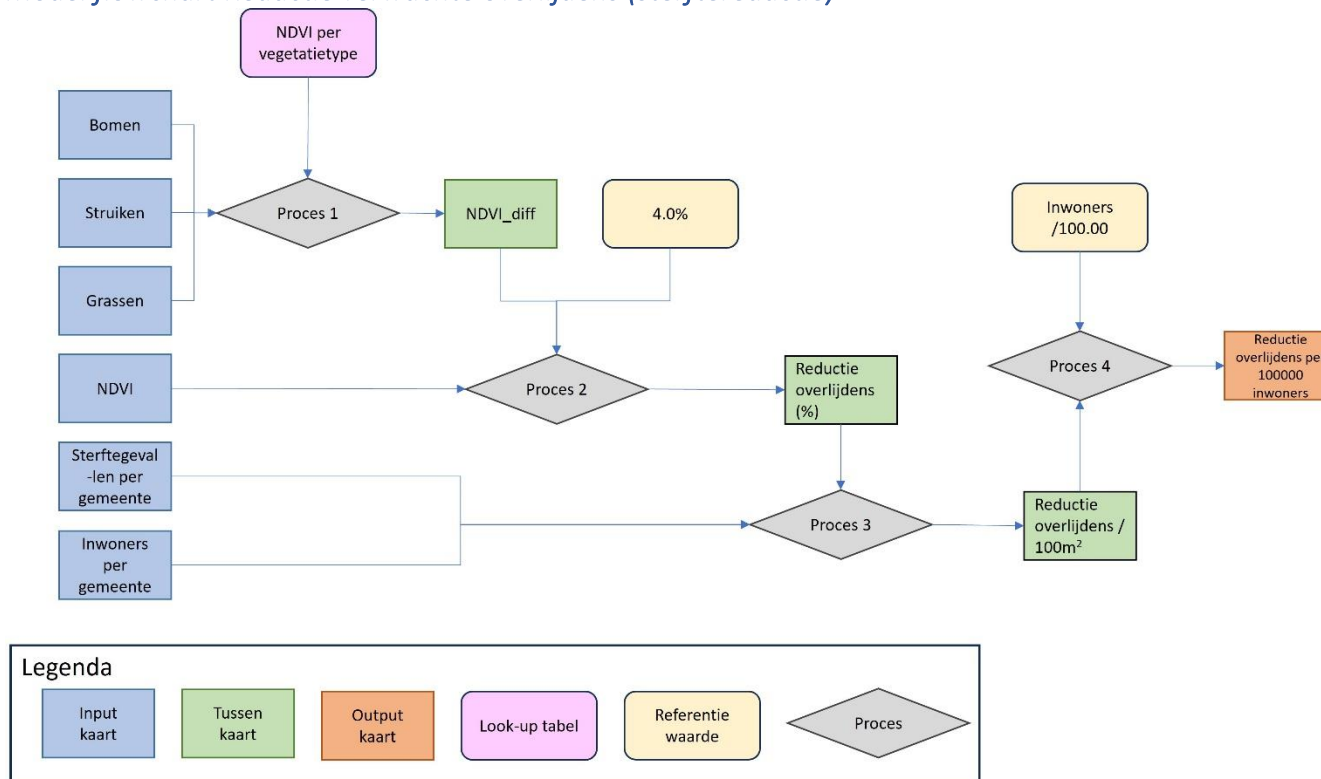 NDVI per
vegetatietype
Bomen
Struiken
Grassen
NDVI
Sterftegeval
-len per
gemeente
Inwoners
per
gemeente
Proces 1
NDVI_diff
4.0%
Proces 2
Reductie
overlijdens
(%)
Proces 3
Reductie
overlijdens /
100m²
Inwoners
/100.00
Proces 4
Reductie
overlijdens pe
100000
inwoners
Legenda
Input
kaart
Tussen
kaart
Output
kaart
Look-up tabel
Referentie
waarde
Proces